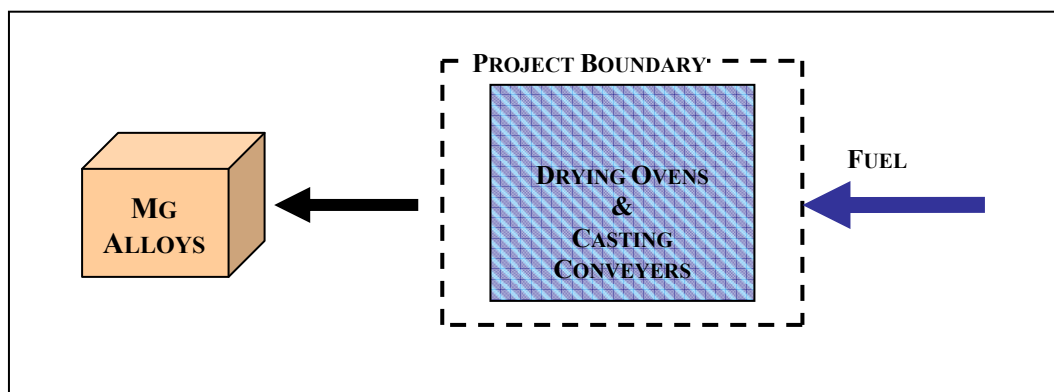 PROJECT BOUNDARY
FUEL
DRYING OVENS
&
CASTING
CONVEYERS
MG
ALLOYS